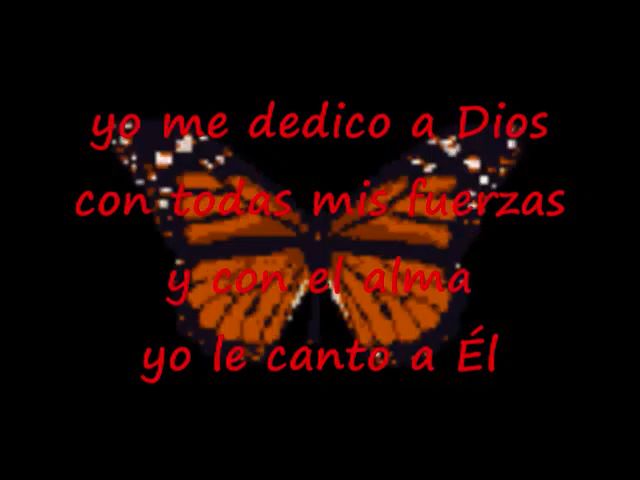 yo me dedico a Dios
con todas mis fuerzas
y con el alma
yo le canto a Él